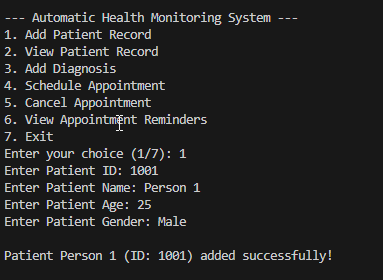 --- Automatic Health Monitoring System ---
1. Add Patient Record
2. View Patient Record
3. Add Diagnosis
4. Schedule Appointment
5. Cancel Appointment
6. View Appointment Reminders
7. Exit
Enter your choice (1/7): 1
Enter Patient ID: 1001
Enter Patient Name: Person 1
Enter Patient Age: 25
Enter Patient Gender: Male
Patient Person 1 (ID: 1001) added successfully!